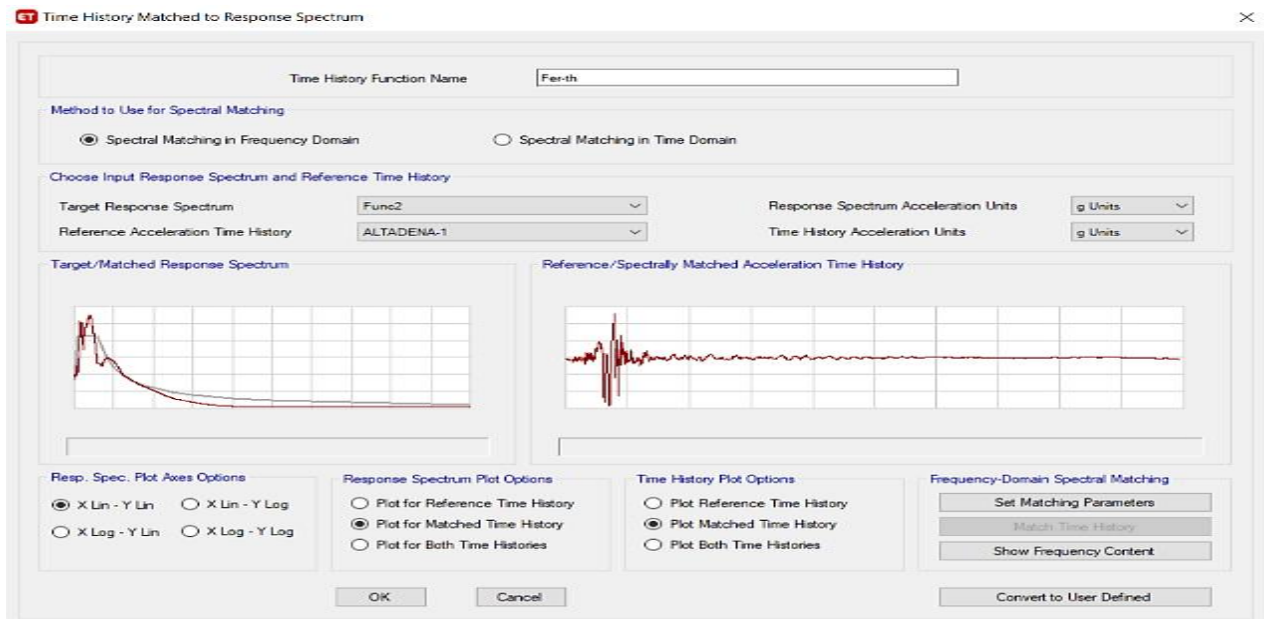 ET Time History Matched to Response Spectrum
Time History Function Name Fer-th
Method to Use for Spectral Matching
Spectral Matching in Frequency Domain Spectral Matching in Time Domain
Choose Input Response Spectrum and Reference Time History
Target Response Spectrum Func2 Response Spectrum Acceleration Units g Units
Reference Acceleration Time History ALTADENA-1 Time History Acceleration Units g Units
Target/Matched Response Spectrum Reference/Spectrally Matched Acceleration Time History
Resp. Spec. Plot Axes Options
X Lin - Y Lin X Lin - Y Log
X Log - Y Lin X Log - Y Log
Response Spectrum Plot Options
Plot for Reference Time History
Plot for Matched Time History
Plot for Both Time Histories
Time History Plot Options
Plot Reference Time History
Plot Matched Time History
Plot Both Time Histories
Frequency-Domain Spectral Matching
Set Matching Parameters
Match Time History
Show Frequency Content
OK Cancel Convert to User Defined